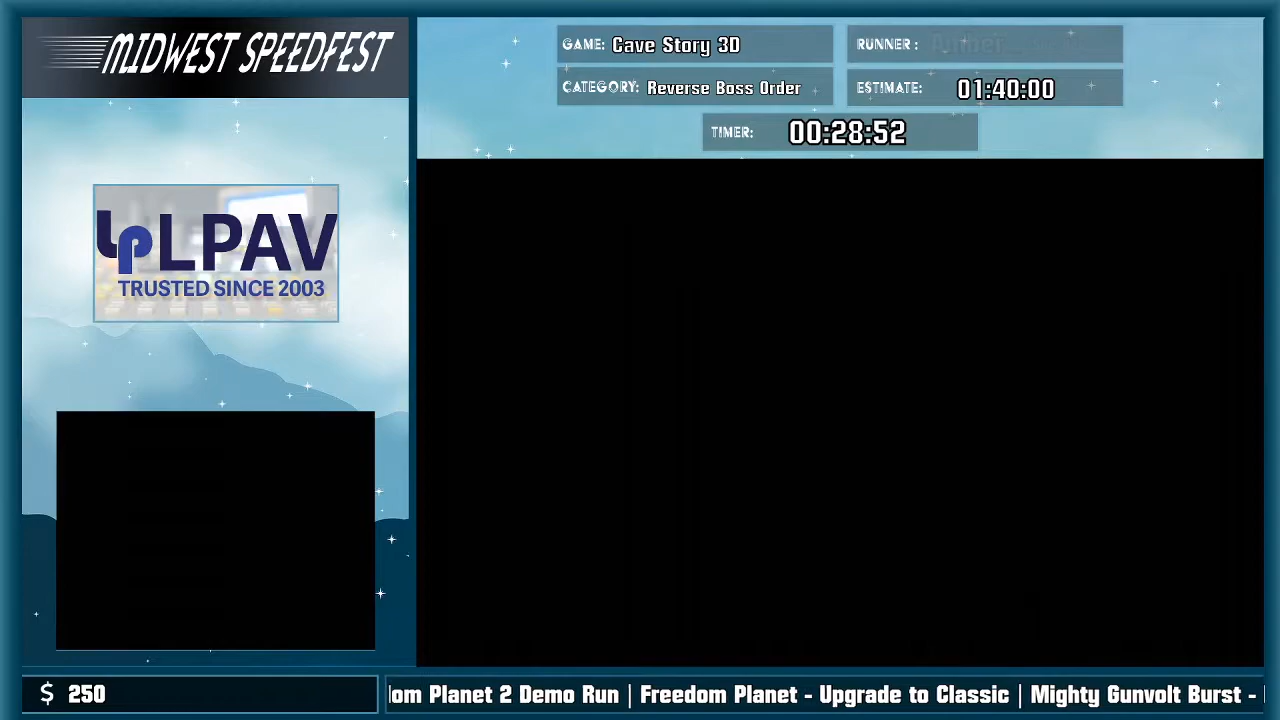 MIDWEST SPEEDFEST
GAME: Cave Story 3D
RUNNER :
CATEGORY: Reverse Boss Order
ESTIMATE: 01:40:00
TIMER: 00:28:52
LP LPAV
TRUSTED SINCE 2003
$ 250
Planet 2 Demo Run | Freedom Planet - Upgrade to Classic | Mighty Gunvolt Burst -